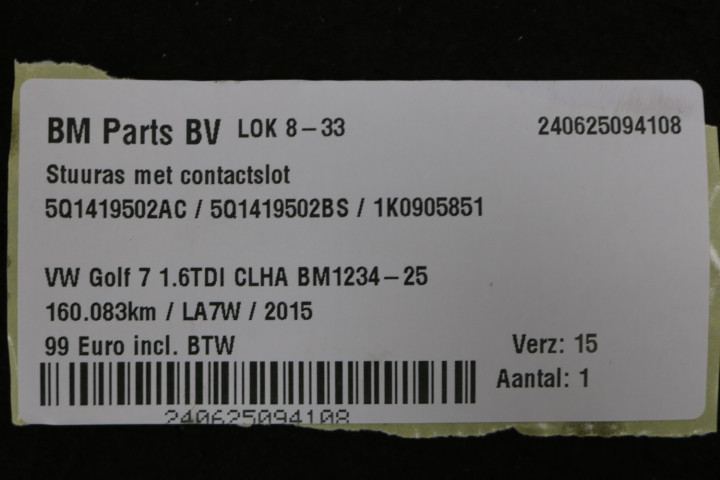 BM Parts BV LOK 8-33 240625094108
Stuuras met contactslot
5Q1419502AC / 5Q1419502BS / 1K0905851
VW Golf 7 1.6TDI CLHA BM1234-25
160.083km / LA7W / 2015
99 Euro incl. BTW Verz: 15
Aantal: 1
240625094108